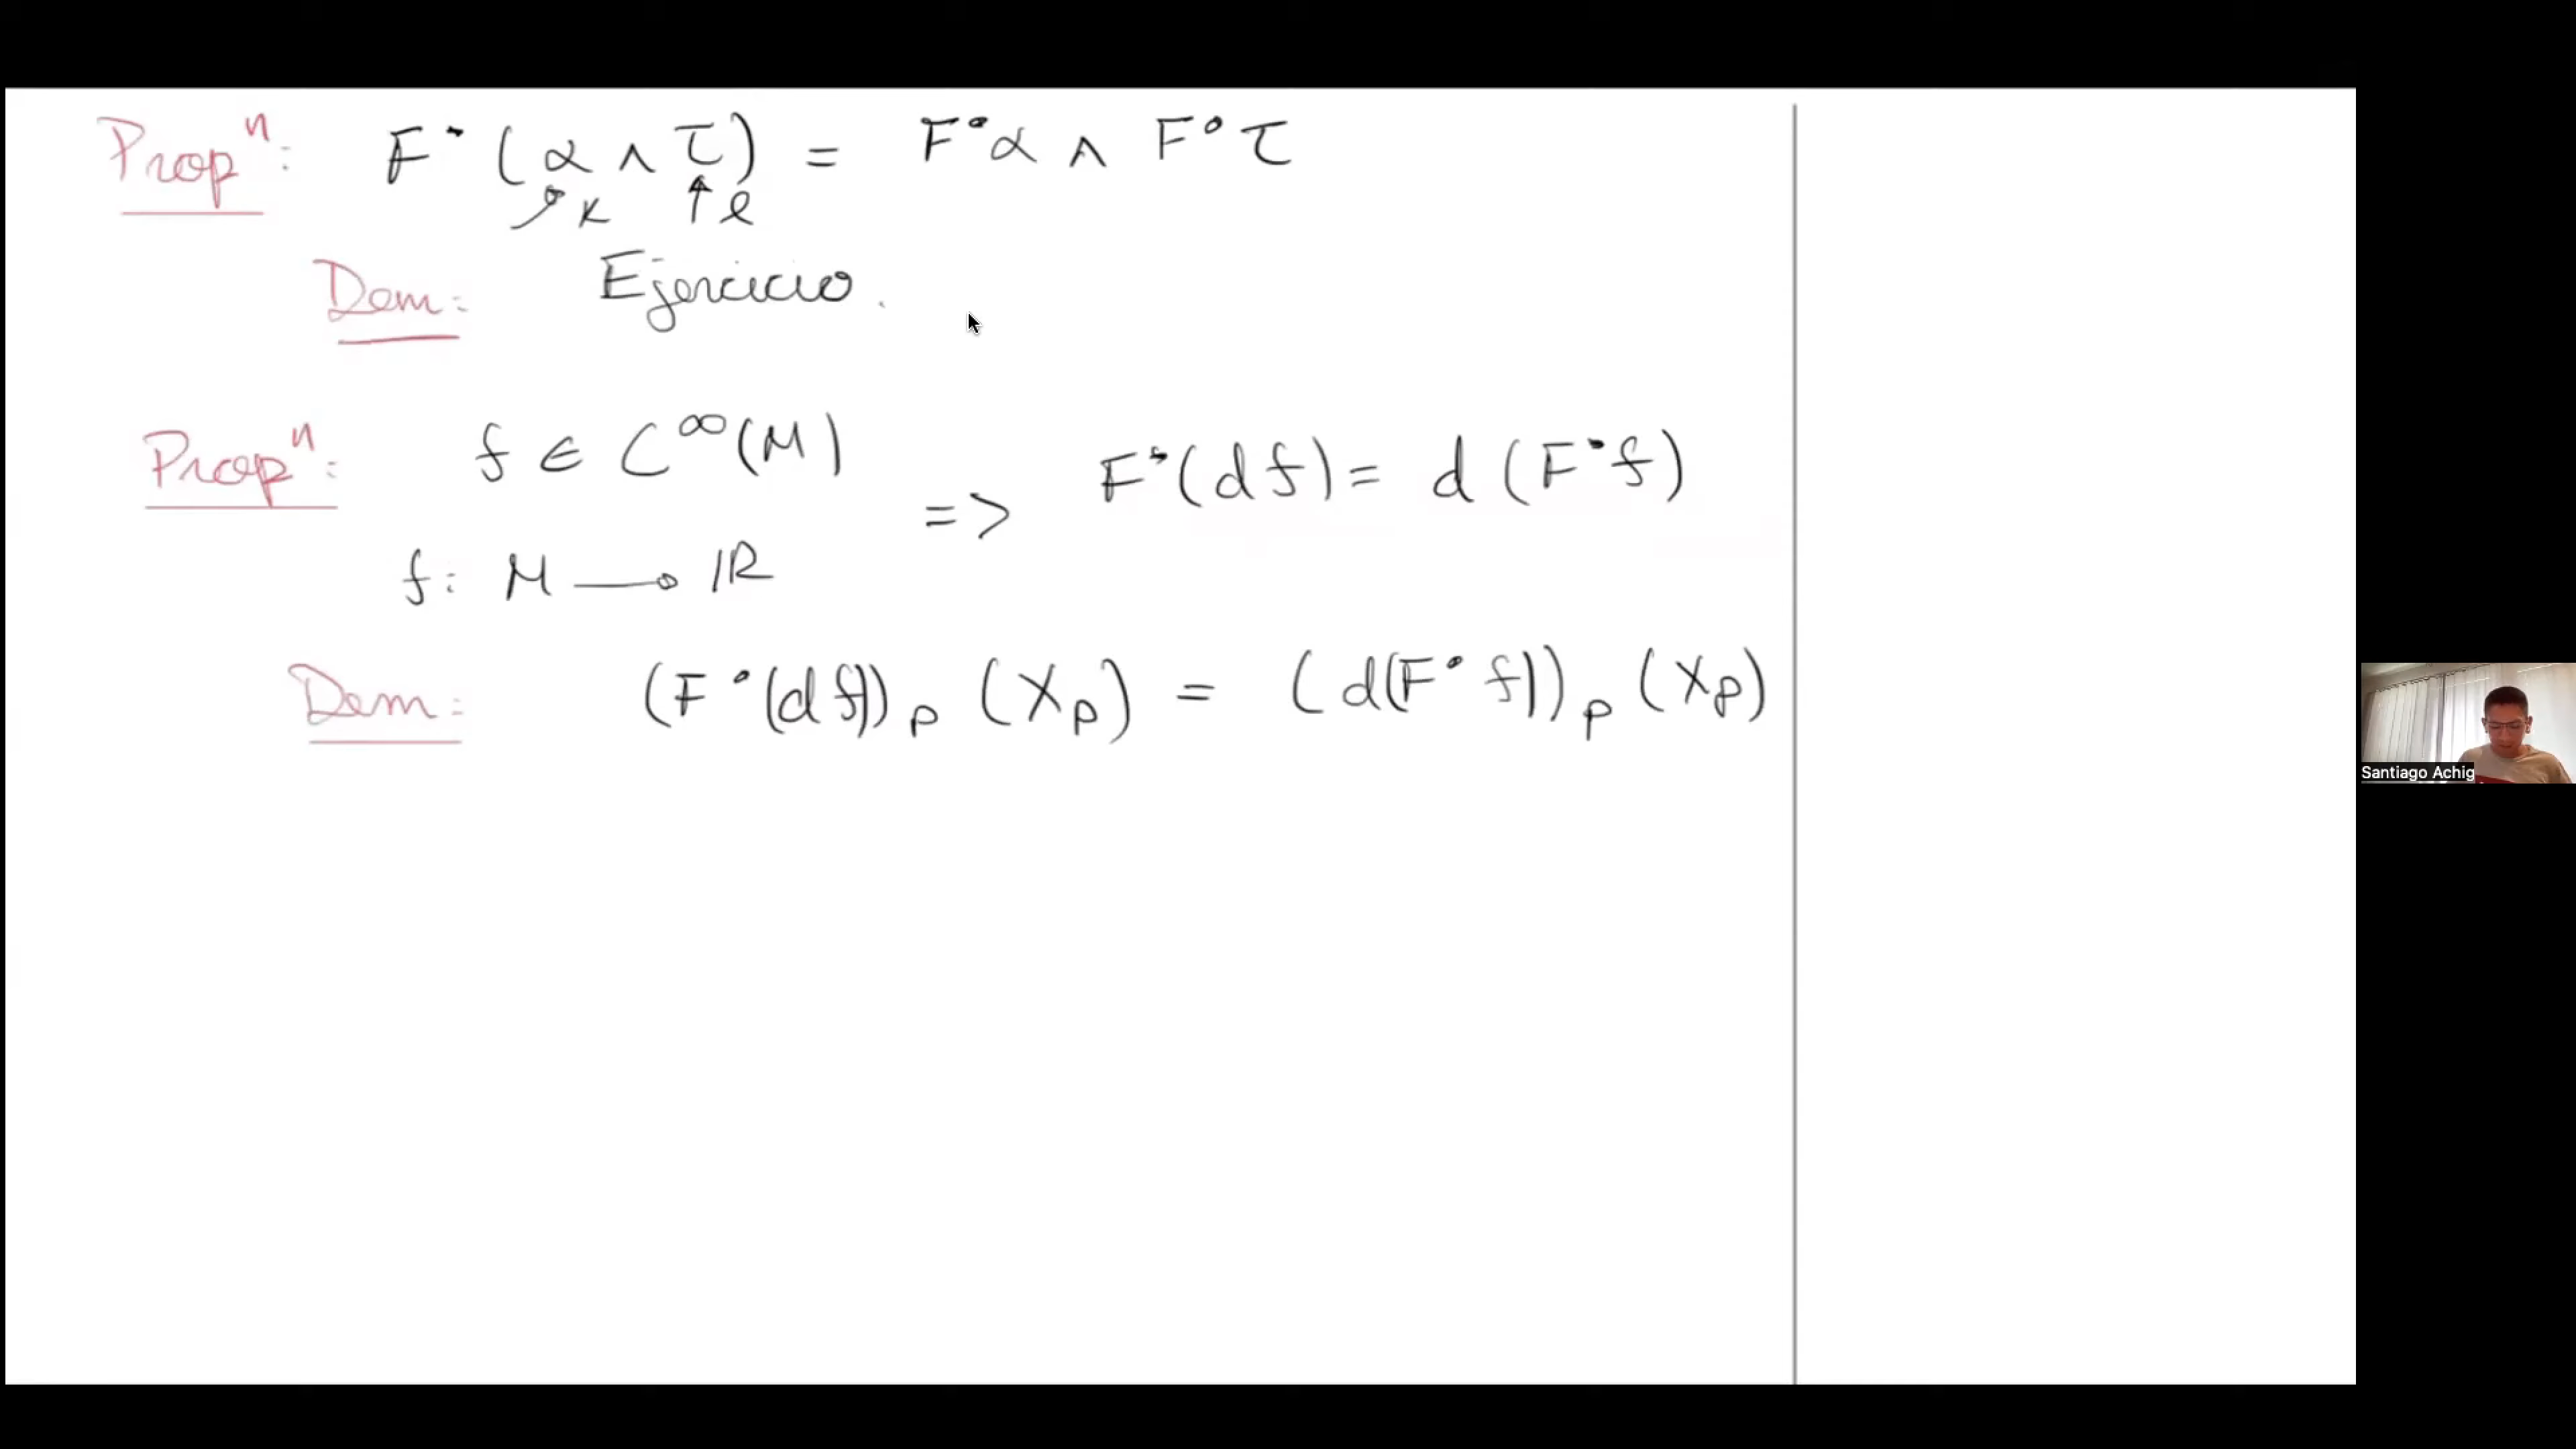 Propⁿ: F•(α ∧ τ) = F•α ∧ F•τ
k l
Dem: Ejercicio.
Propⁿ: f ∈ C^∞(M) => F•(df) = d(F•f)
f: M → ℝ
Dem: (F•(df))_p (X_p) = (d(F•f))_p (X_p)
Santiago Achig